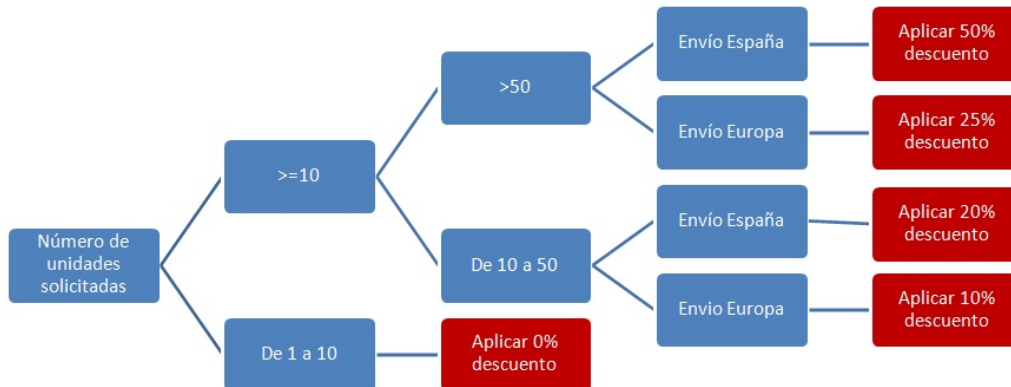 Número de
unidades
solicitadas
>=10
De 1 a 10
>50
De 10 a 50
Aplicar 0%
descuento
Envío España
Envío Europa
Envío España
Envio Europa
Aplicar 50%
descuento
Aplicar 25%
descuento
Aplicar 20%
descuento
Aplicar 10%
descuento